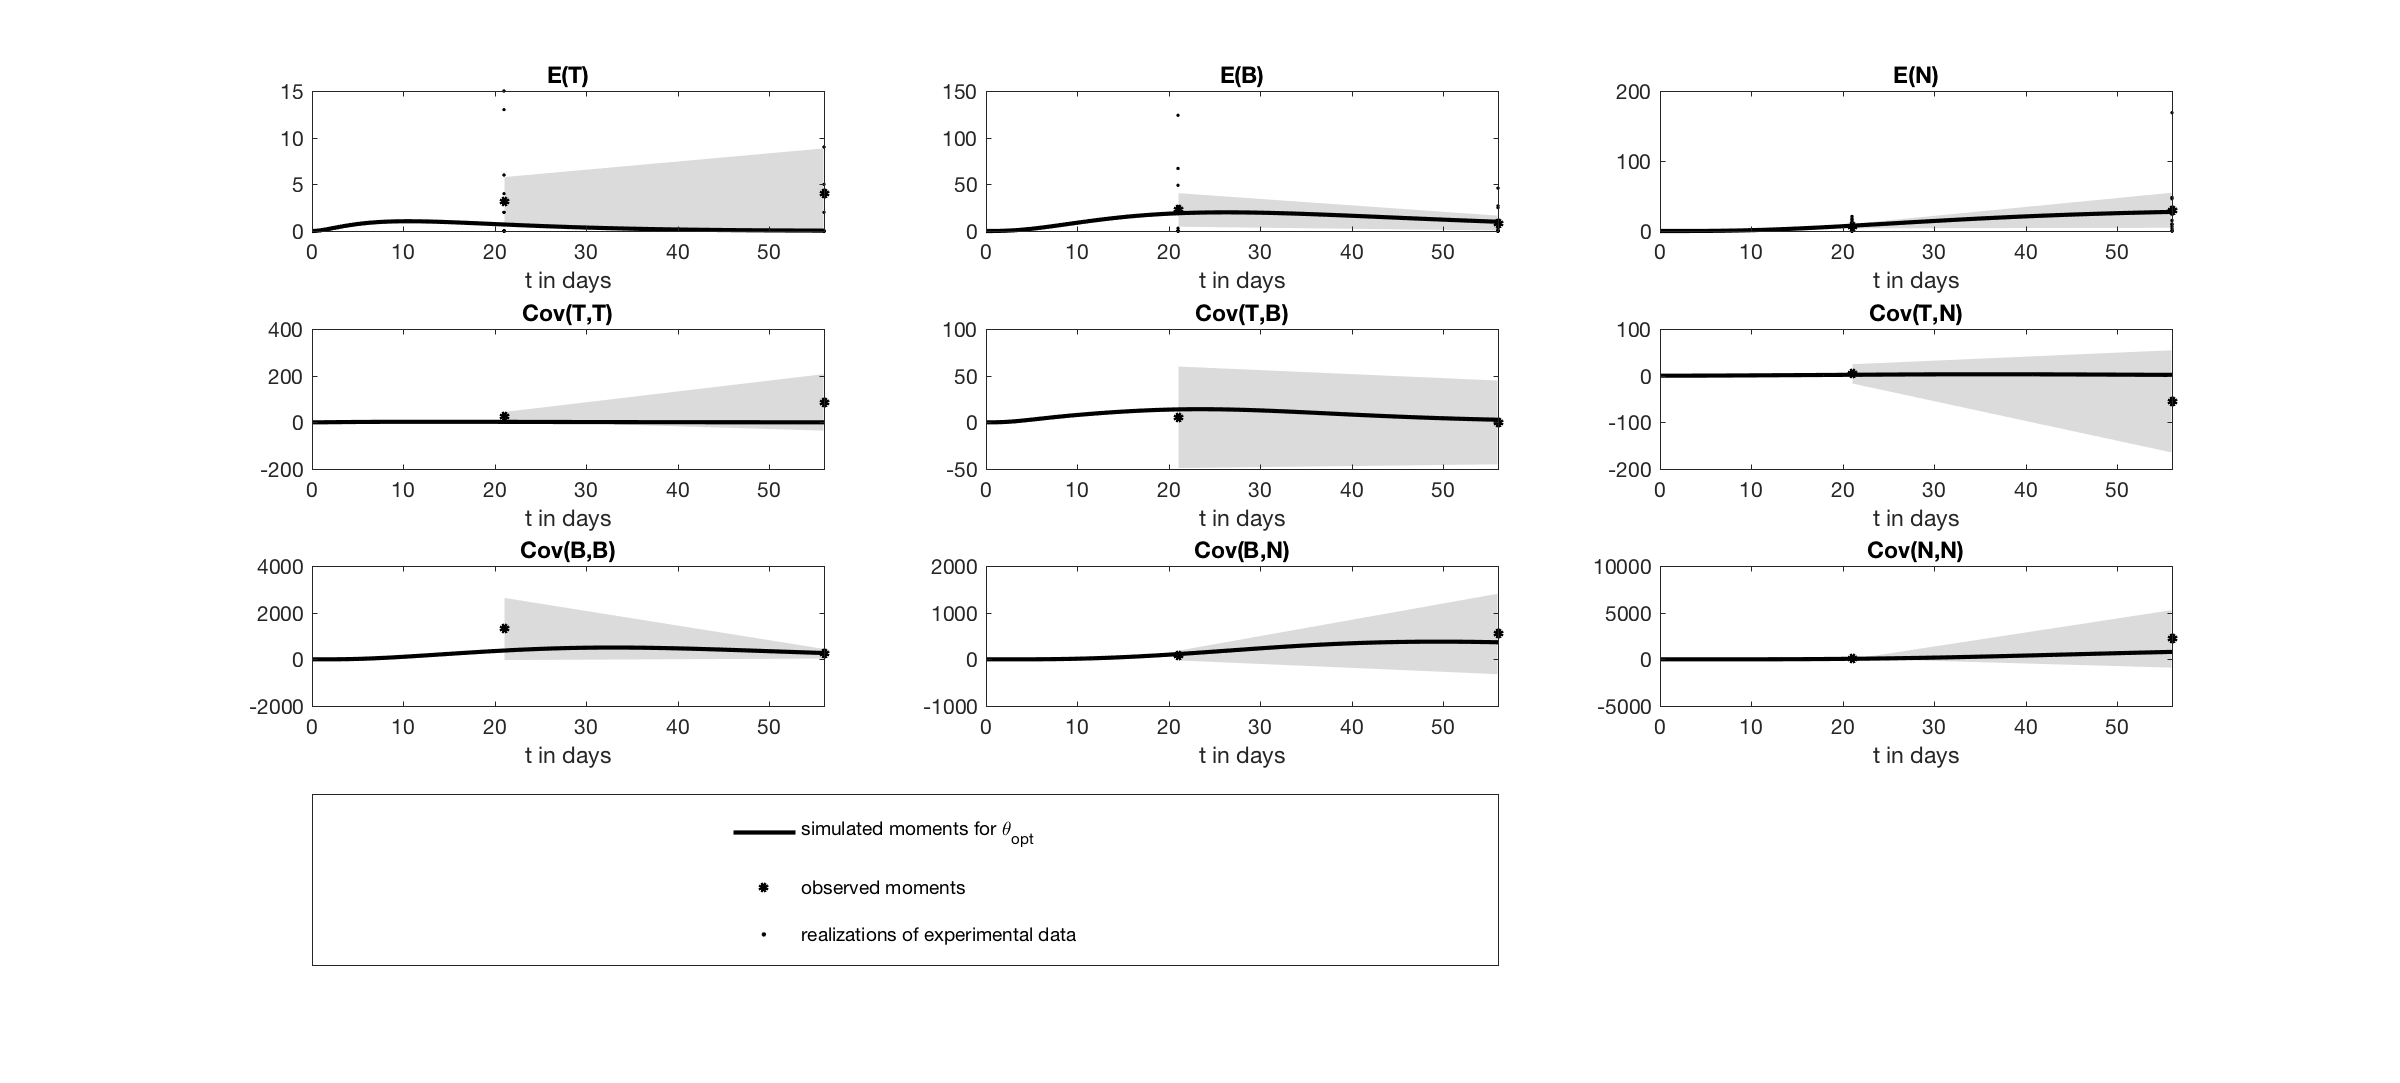 E(T) E(B) E(N)
15 150 200
10 100 100
5 50 0
0 0
0 10 20 30 40 50 0 10 20 30 40 50 0 10 20 30 40 50
t in days t in days t in days
Cov(T,T) Cov(T,B) Cov(T,N)
400 100 100
200 50 0
0 0 -100
-200 -50 -200
0 10 20 30 40 50 0 10 20 30 40 50 0 10 20 30 40 50
t in days t in days t in days
Cov(B,B) Cov(B,N) Cov(N,N)
4000 2000 10000
2000 1000 5000
0 0 0
-2000 -1000 -5000
0 10 20 30 40 50 0 10 20 30 40 50 0 10 20 30 40 50
t in days t in days t in days
simulated moments for θopt
observed moments
realizations of experimental data